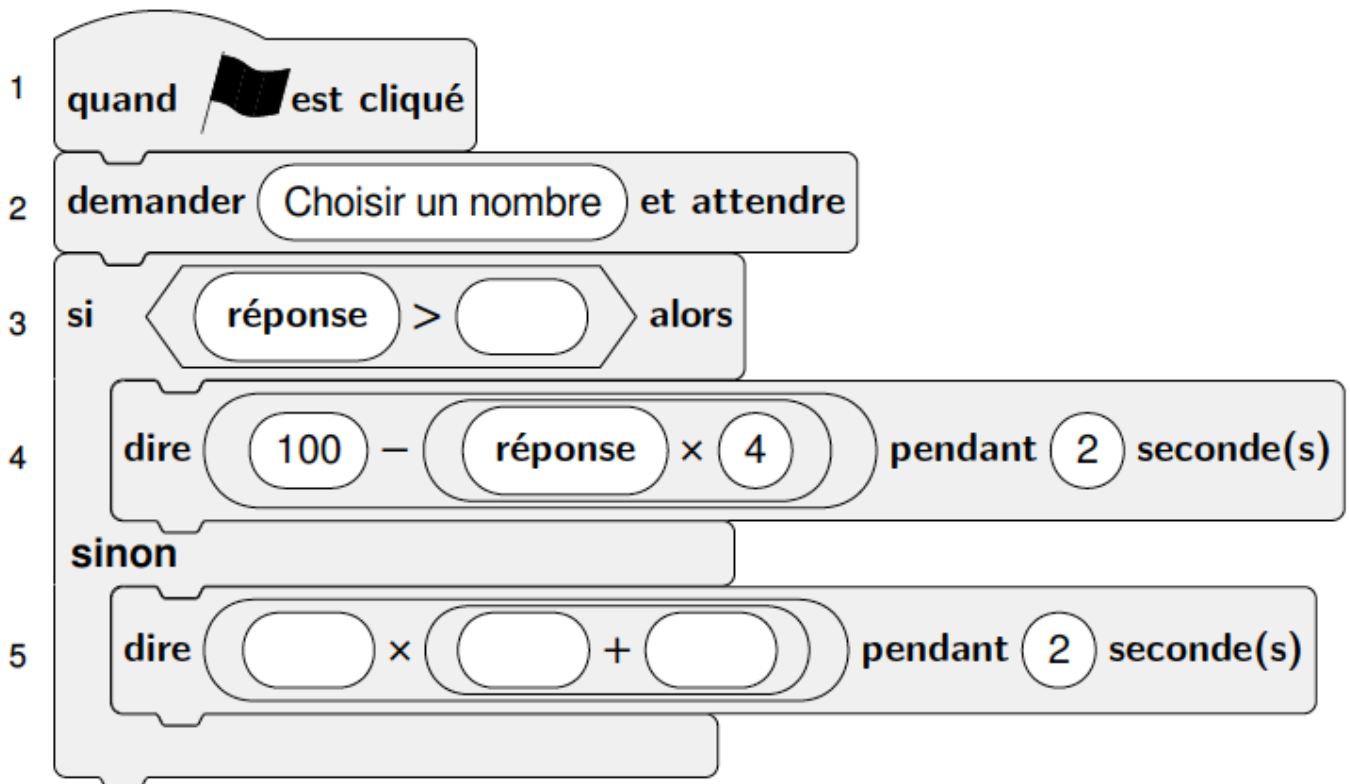 1 quand est cliqué
2 demander Choisir un nombre et attendre
3 si réponse > alors
4 dire 100 − réponse × 4 pendant 2 seconde(s)
sinon
5 dire × + pendant 2 seconde(s)